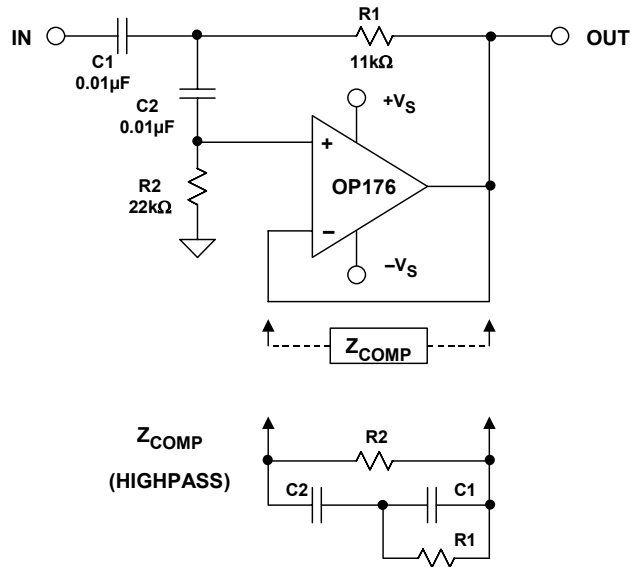 IN
C1
0.01µF
R1
11kΩ
OUT
C2
0.01µF
+VS
+
OP176
R2
22kΩ
−
−VS
ZCOMP
ZCOMP
(HIGHPASS)
R2
C2
C1
R1